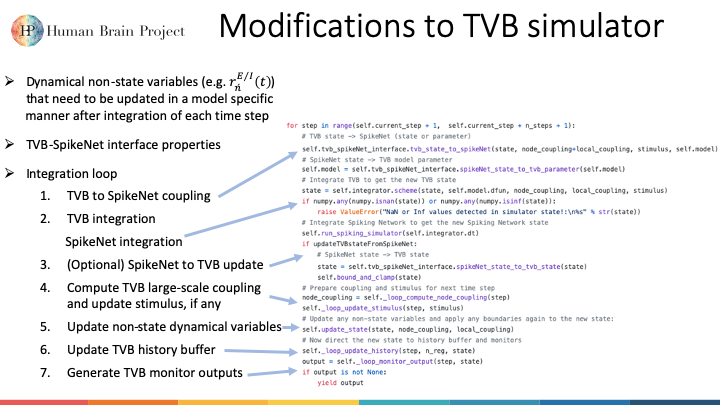 HP Human Brain Project
Modifications to TVB simulator
➢ Dynamical non-state variables (e.g. r_ṅ^{E/I}(t))
that need to be updated in a model specific
manner after integration of each time step
➢ TVB-SpikeNet interface properties
➢ Integration loop
1. TVB to SpikeNet coupling
2. TVB integration
SpikeNet integration
3. (Optional) SpikeNet to TVB update
4. Compute TVB large-scale coupling
and update stimulus, if any
5. Update non-state dynamical variables
6. Update TVB history buffer
7. Generate TVB monitor outputs
for step in range(self.current_step + 1, self.current_step + n_steps + 1):
# TVB state -> SpikeNet (state or parameter)
self.tvb_spikeNet_interface.tvb_state_to_spikeNet(state, node_coupling+local_coupling, stimulus, self.model)
# SpikeNet state -> TVB model parameter
self.model = self.tvb_spikeNet_interface.spikeNet_state_to_tvb_parameter(self.model)
# Integrate TVB to get the new TVB state
state = self.integrator.scheme(state, self.model.dfun, node_coupling, local_coupling, stimulus)
if numpy.any(numpy.isnan(state)) or numpy.any(numpy.isinf(state)):
raise ValueError("NaN or Inf values detected in simulator state!:\n%s" % str(state))
# Integrate Spiking Network to get the new Spiking Network state
self.run_spiking_simulator(self.integrator.dt)
if updateTVBstateFromSpikeNet:
# SpikeNet state -> TVB state
state = self.tvb_spikeNet_interface.spikeNet_state_to_tvb_state(state)
self.bound_and_clamp(state)
# Prepare coupling and stimulus for next time step
node_coupling = self._loop_compute_node_coupling(step)
self._loop_update_stimulus(step, stimulus)
# Update any non-state variables and apply any boundaries again to the new state:
self.update_state(state, node_coupling, local_coupling)
# Now direct the new state to history buffer and monitors
self._loop_update_history(step, n_reg, state)
output = self._loop_monitor_output(step, state)
if output is not None:
yield output